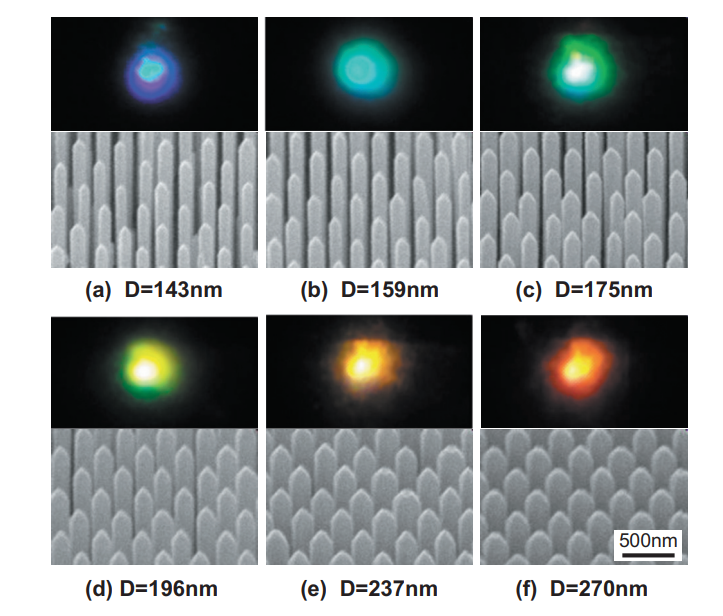 (a) D=143nm
(b) D=159nm
(c) D=175nm
500nm
(d) D=196nm
(e) D=237nm
(f) D=270nm